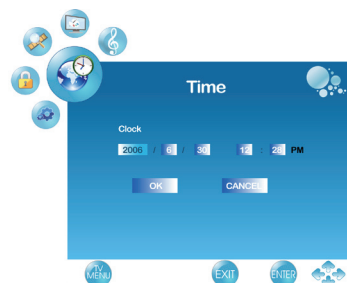 Time
Clock
2006 / 6 / 30 12 : 28 PM
OK CANCEL
TV MENU EXIT ENTER